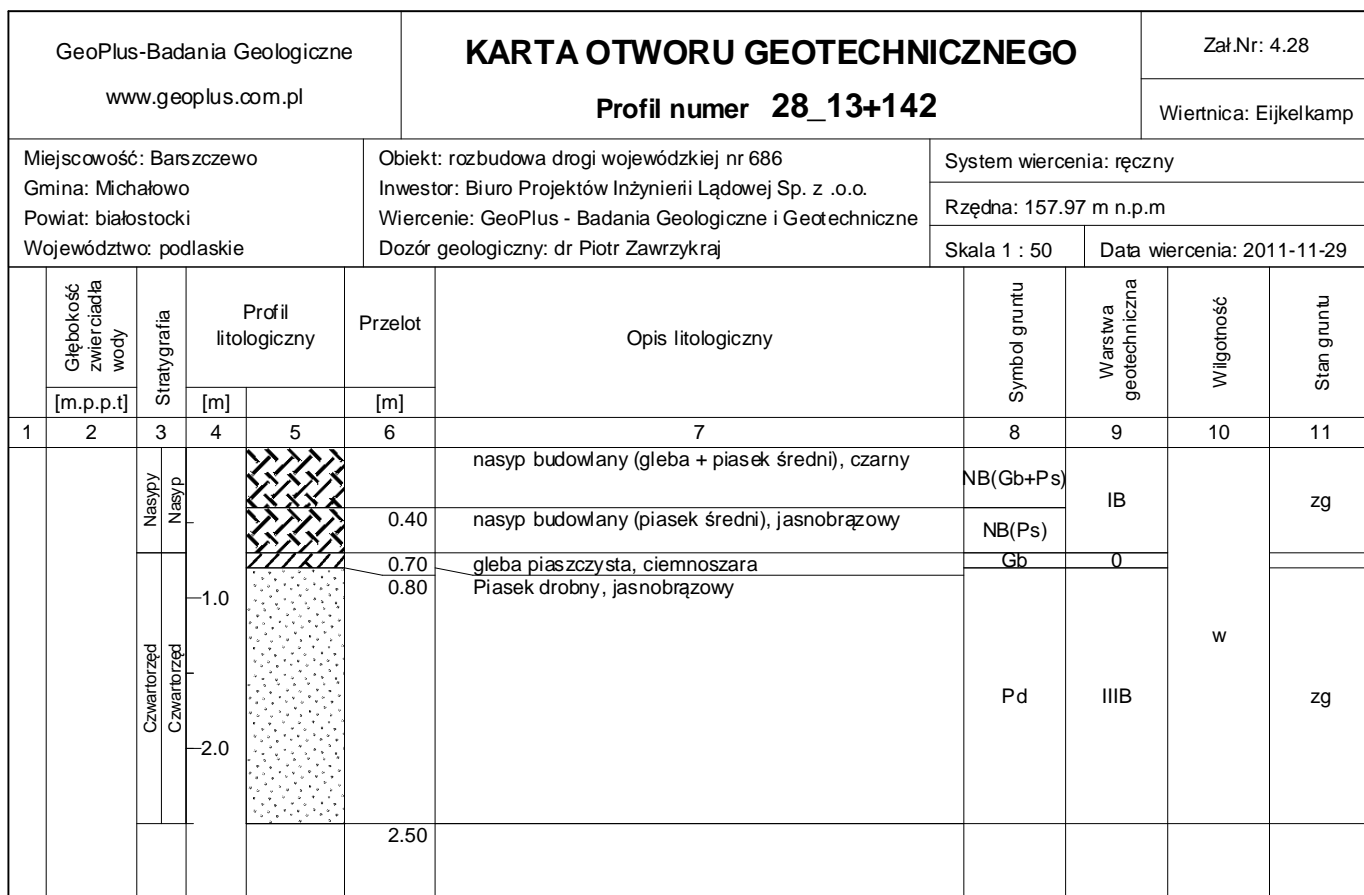 GeoPlus-Badania Geologiczne
www.geoplus.com.pl
KARTA OTWORU GEOTECHNICZNEGO
Profil numer 28_13+142
Zał.Nr: 4.28
Wiertnica: Eijkelkamp
Miejscowość: Barszczewo
Gmina: Michałowo
Powiat: białostocki
Województwo: podlaskie
Obiekt: rozbudowa drogi wojewódzkiej nr 686
Inwestor: Biuro Projektów Inżynierii Lądowej Sp. z .o.o.
Wiercenie: GeoPlus - Badania Geologiczne i Geotechniczne
Dozór geologiczny: dr Piotr Zawrzykraj
System wiercenia: ręczny
Rzędna: 157.97 m n.p.m
Skala 1 : 50
Data wiercenia: 2011-11-29
Głębokość
zwierciadła
wody
[m.p.p.t]
Stratygrafia
Profil
litologiczny
[m]
Przelot
[m]
Opis litologiczny
Symbol gruntu
Warstwa
geotechniczna
Wilgotność
Stan gruntu
1 2 3 4 5 6 7 8 9 10 11
Nasypy
Nasyp
nasyp budowlany (gleba + piasek średni), czarny
NB(Gb+Ps)
IB
zg
0.40 nasyp budowlany (piasek średni), jasnobrązowy
NB(Ps)
0.70 gleba piaszczysta, ciemnoszara
Gb 0
0.80 Piasek drobny, jasnobrązowy
1.0
w
Czwartorzęd
Czwartorzęd
Pd IIIB zg
2.0
2.50